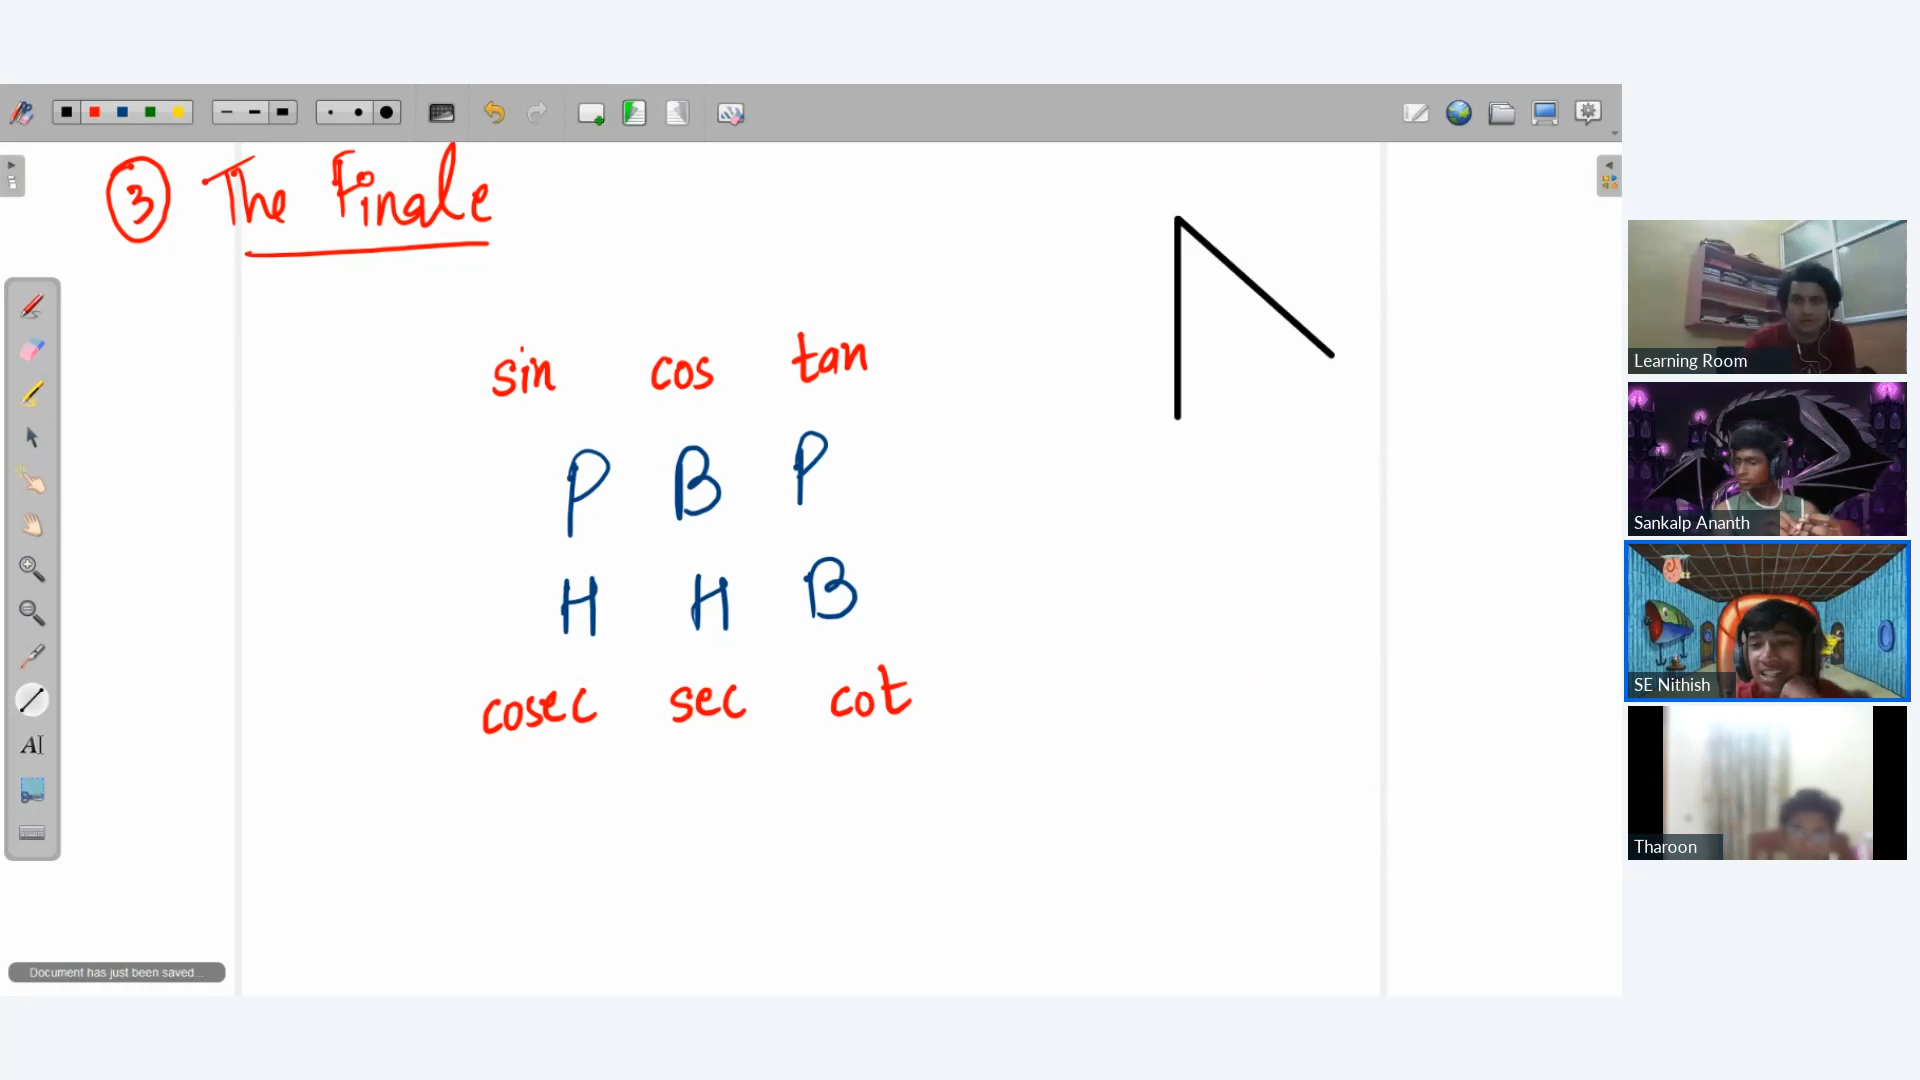 ③ The Finale
sin cos tan
P B P
H H B
cosec sec cot
AI
Document has just been saved...
Learning Room
Sankalp Ananth
SE Nithish
Tharoon